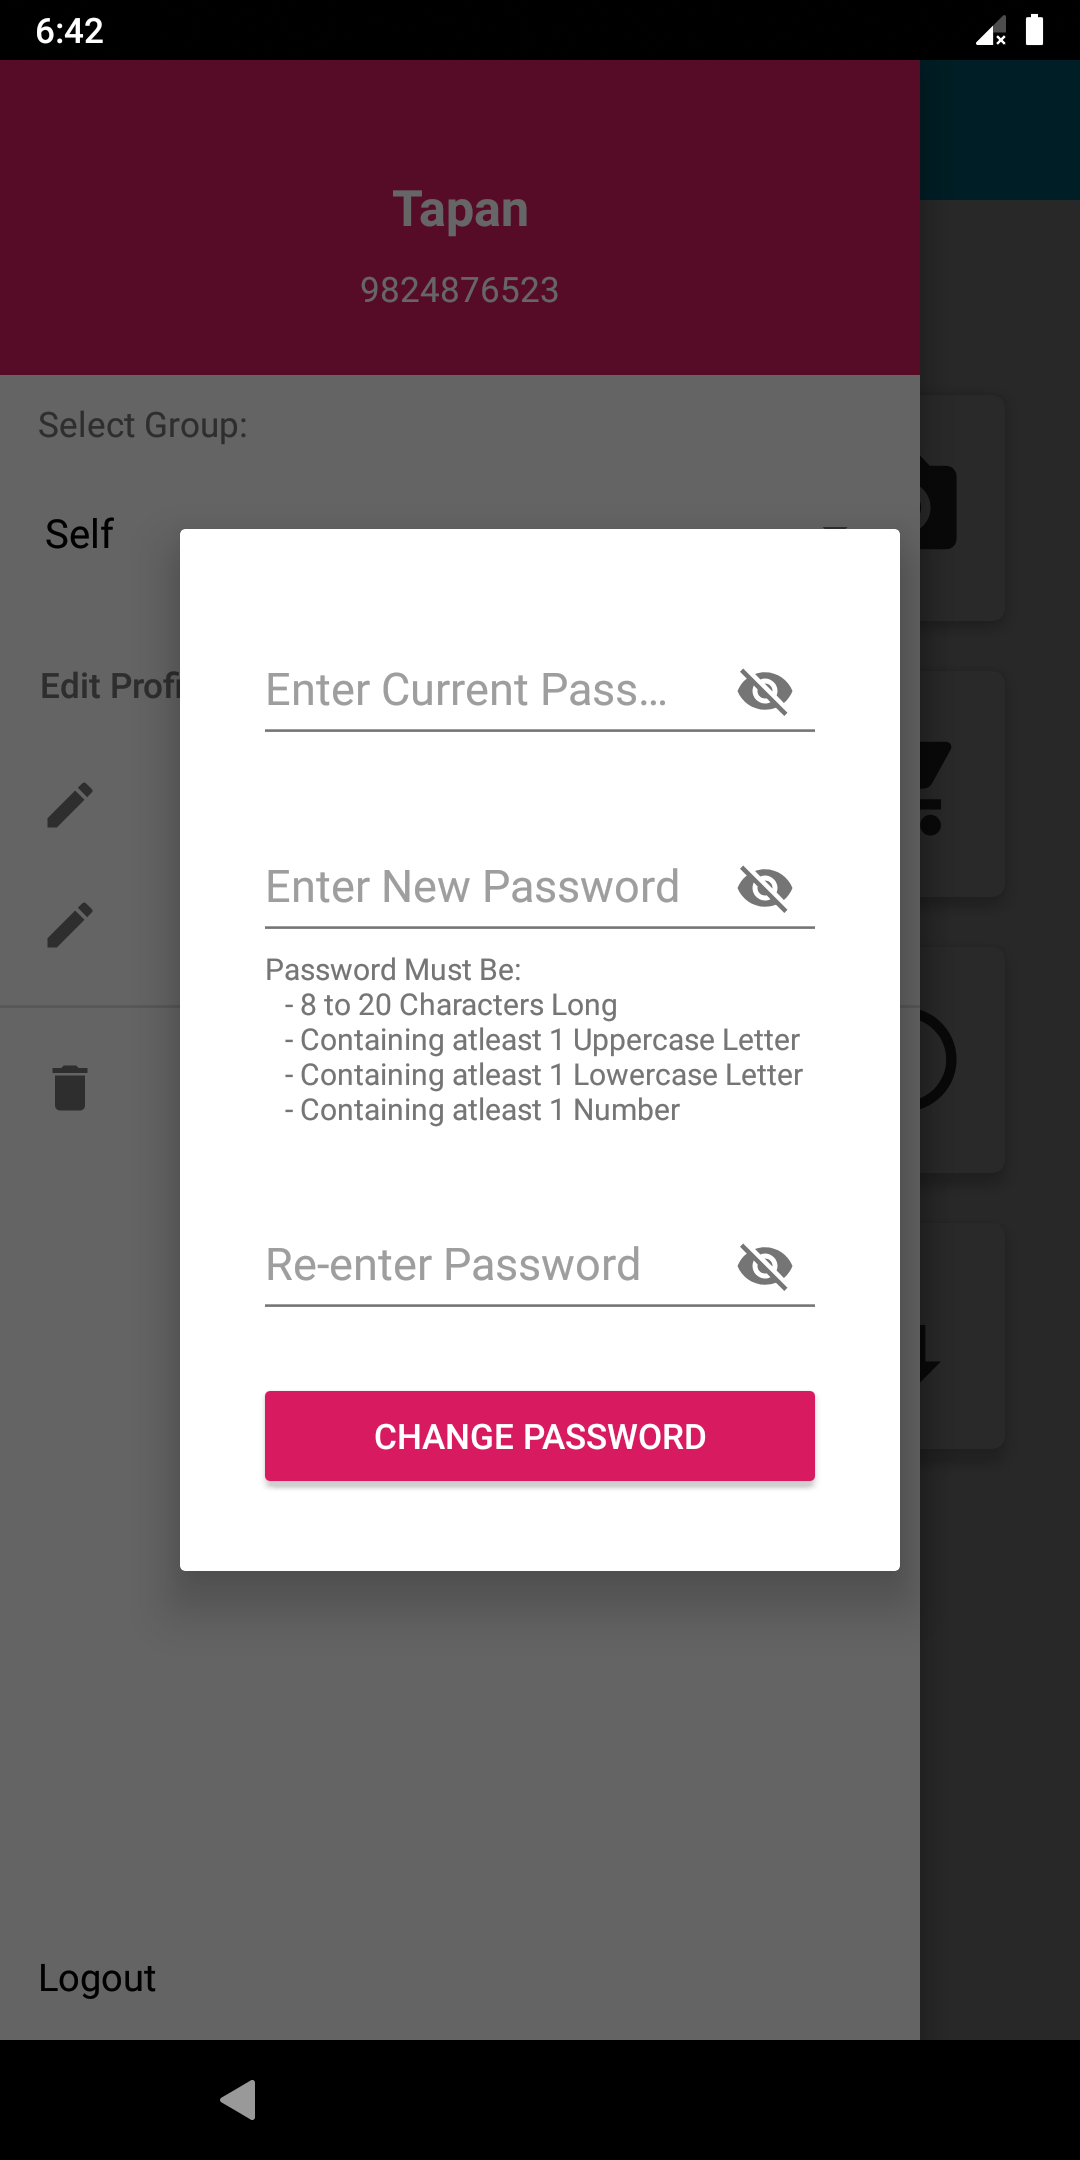 6:42
Tapan
9824876523
Select Group:
Self
Edit Profi
Enter Current Pass...
Enter New Password
Password Must Be:
- 8 to 20 Characters Long
- Containing atleast 1 Uppercase Letter
- Containing atleast 1 Lowercase Letter
- Containing atleast 1 Number
Re-enter Password
CHANGE PASSWORD
Logout